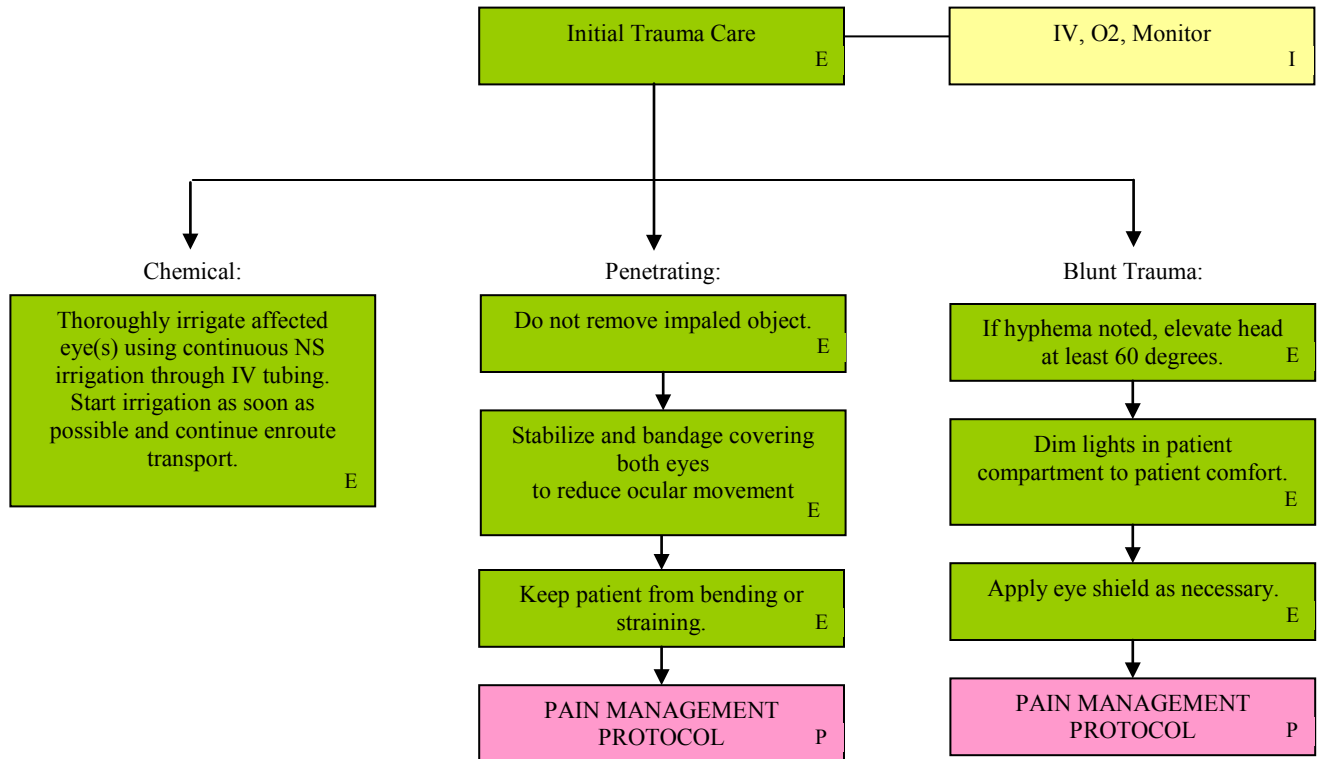 Initial Trauma Care
E
IV, O2, Monitor
I
Chemical:
Thoroughly irrigate affected
eye(s) using continuous NS
irrigation through IV tubing.
Start irrigation as soon as
possible and continue enroute
transport.
E
Penetrating:
Do not remove impaled object.
E
Stabilize and bandage covering
both eyes
to reduce ocular movement
E
Keep patient from bending or
straining.
E
PAIN MANAGEMENT
PROTOCOL
P
Blunt Trauma:
If hyphema noted, elevate head
at least 60 degrees.
E
Dim lights in patient
compartment to patient comfort.
E
Apply eye shield as necessary.
E
PAIN MANAGEMENT
PROTOCOL
P